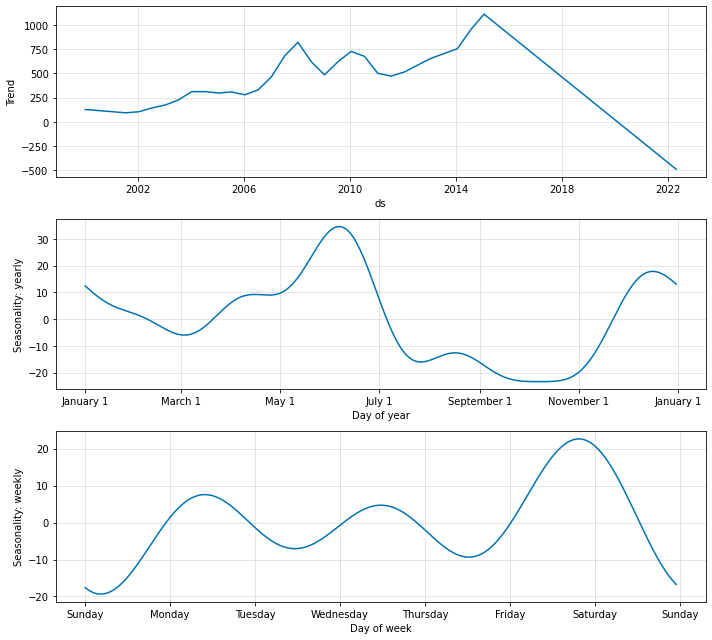 Trend
1000
750
500
250
0
−250
−500
2002 2006 2010 2014 2018 2022
ds
Seasonality: yearly
30
20
10
0
−10
−20
January 1 March 1 May 1 July 1 September 1 November 1 January 1
Day of year
Seasonality: weekly
20
10
0
−10
−20
Sunday Monday Tuesday Wednesday Thursday Friday Saturday Sunday
Day of week